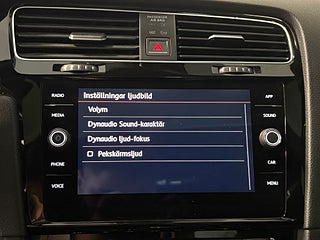 PASSENGER
AIR BAG
RADIO
MEDIA
PHONE
VOICE
Inställningar ljudbild
Volym
Dynaudio Sound-karaktär
Dynaudio ljud-fokus
Pekskärmsljud
APP
SOUND
CAR
MENU